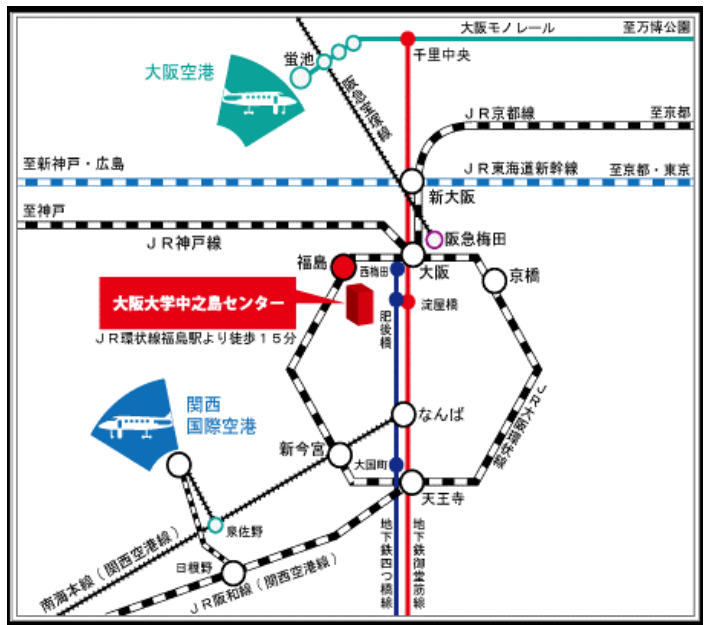 大阪モノレール
至万博公園
蛍池
千里中央
大阪空港
阪急宝塚線
JR京都線
至京都
至新神戸・広島
JR東海道新幹線
至京都・東京
新大阪
至神戸
JR神戸線
阪急梅田
福島
西梅田
大阪
京橋
大阪大学中之島センター
淀屋橋
肥後橋
JR環状線福島駅より徒歩15分
関西
国際空港
なんば
JR大阪環状線
新今宮
大国町
天王寺
泉佐野
日根野
南海本線(関西空港線)
JR阪和線(関西空港線)
地下鉄四つ橋線
地下鉄御堂筋線